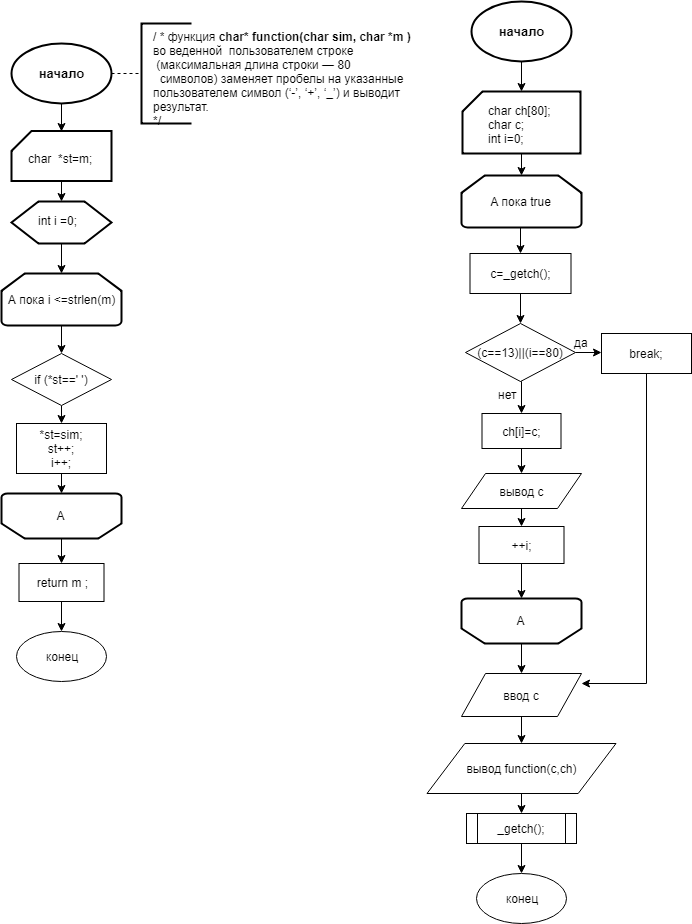 начало
/ * функция char* function(char sim, char *m )
во веденной пользователем строке
(максимальная длина строки — 80
символов) заменяет пробелы на указанные
пользователем символ (‘-’, ‘+’, ‘_’) и выводит
результат.
*/
char *st=m;
int i =0;
А пока i <=strlen(m)
if (*st==' ')
*st=sim;
st++;
i++;
А
return m ;
конец
начало
char ch[80];
char c;
int i=0;
А пока true
c=_getch();
(c==13)||(i==80)
да
break;
нет
ch[i]=c;
вывод c
++i;
А
ввод c
вывод function(c,ch)
_getch();
конец